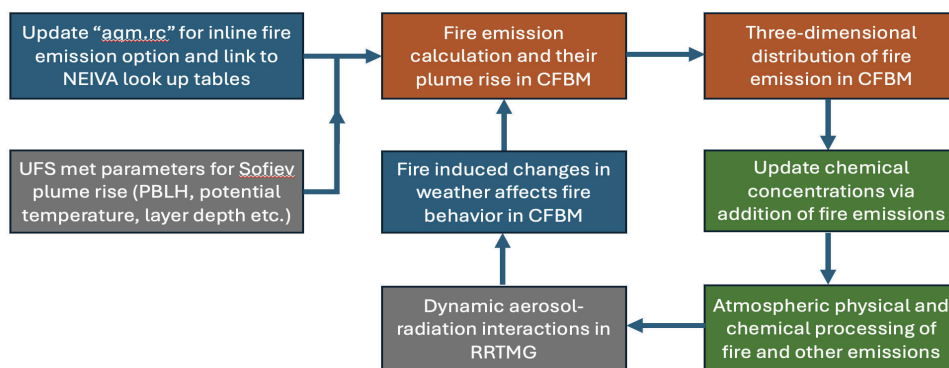 Update “aqm.rc” for inline fire
emission option and link to
NEIVA look up tables
Fire emission
calculation and their
plume rise in CFBM
Three-dimensional
distribution of fire
emission in CFBM
UFS met parameters for Sofiev
plume rise (PBLH, potential
temperature, layer depth etc.)
Fire induced changes in
weather affects fire
behavior in CFBM
Update chemical
concentrations via
addition of fire emissions
Dynamic aerosol-
radiation interactions in
RRTMG
Atmospheric physical and
chemical processing of
fire and other emissions